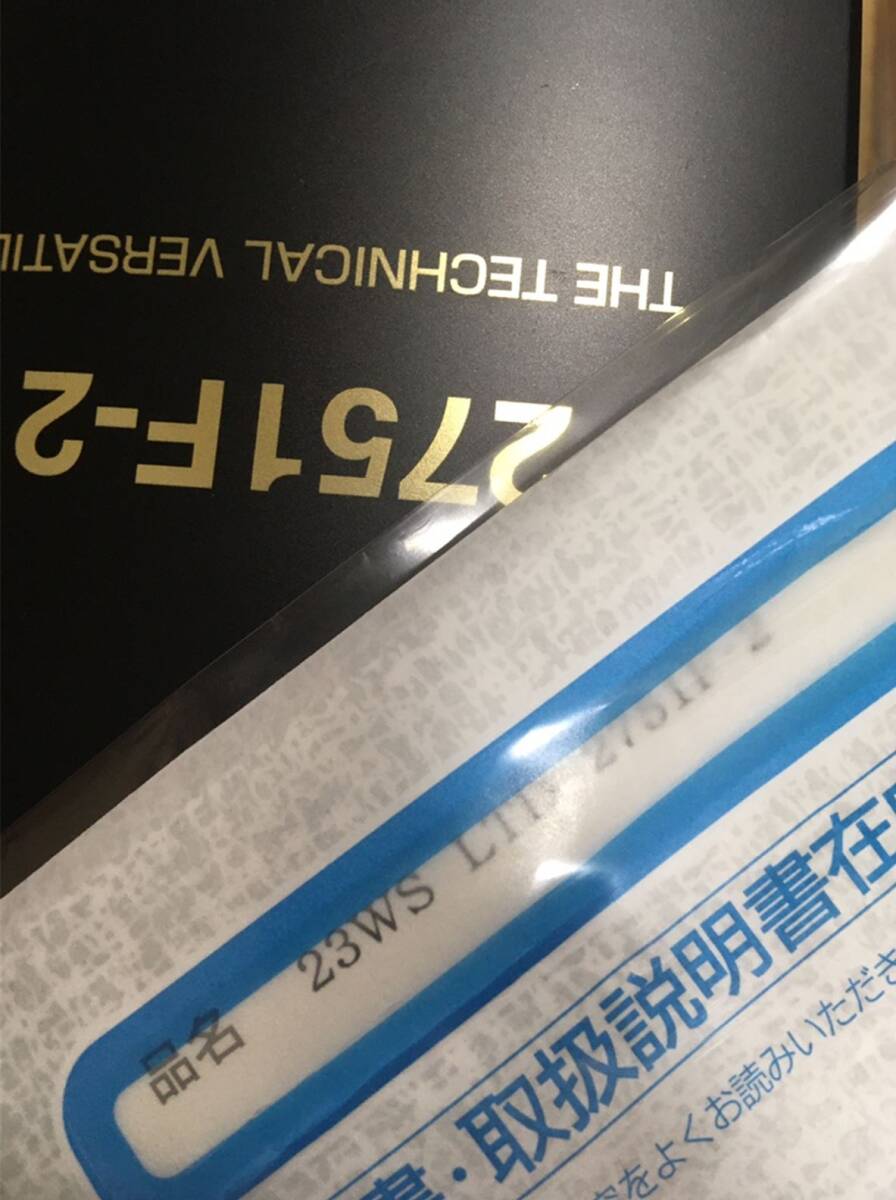 THE TECHNICAL VERSATIL
2751F-2
品名 23WS LTD 2751F-2
書・取扱説明書在
をよくお読みいただき